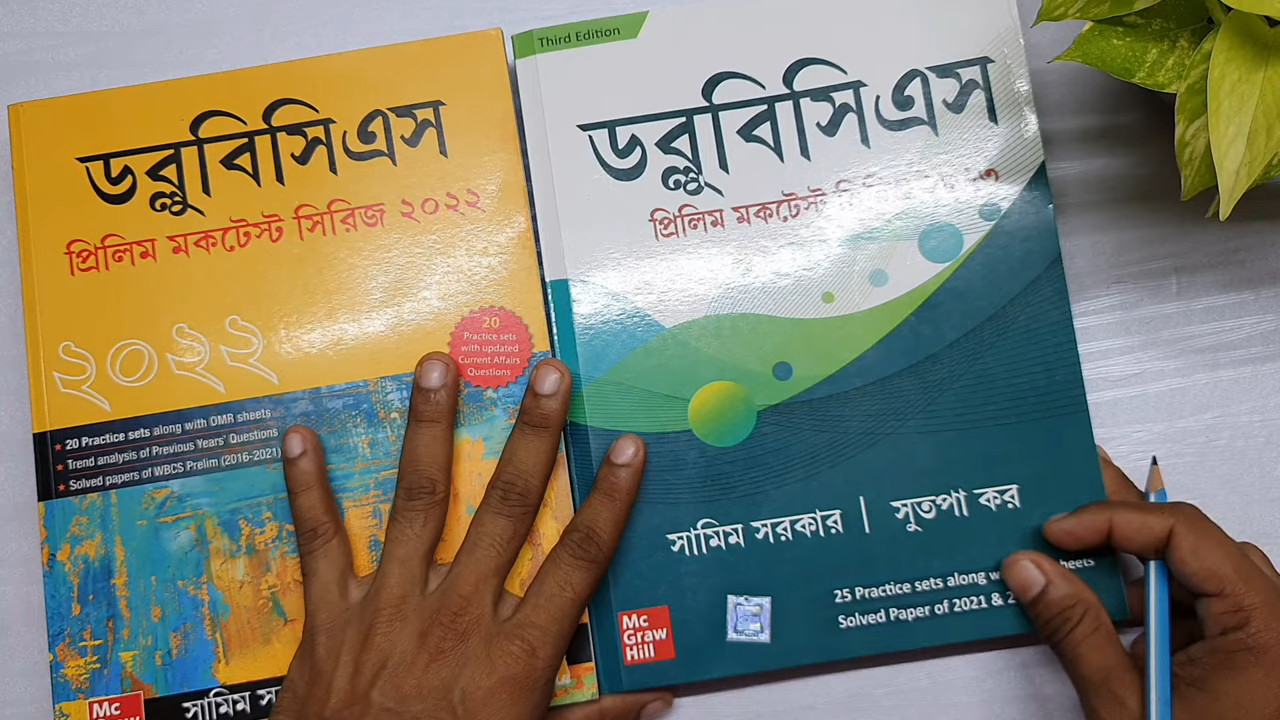 ডব্লুবিসিএস
প্রিলিম মকটেস্ট সিরিজ ২০২২
২০২২
20
Practice sets
with updated
Current Affairs
Questions
★ 20 Practice sets along with OMR sheets
★ Trend analysis of Previous Years' Questions
★ Solved papers of WBCS Prelim (2016-2021)
Mc
সামিম
Third Edition
ডব্লুবিসিএস
প্রিলিম মকটেস্ট
সামিম সরকার | সুতপা কর
25 Practice sets along
Solved Paper of 2021 &
Mc
Graw
Hill